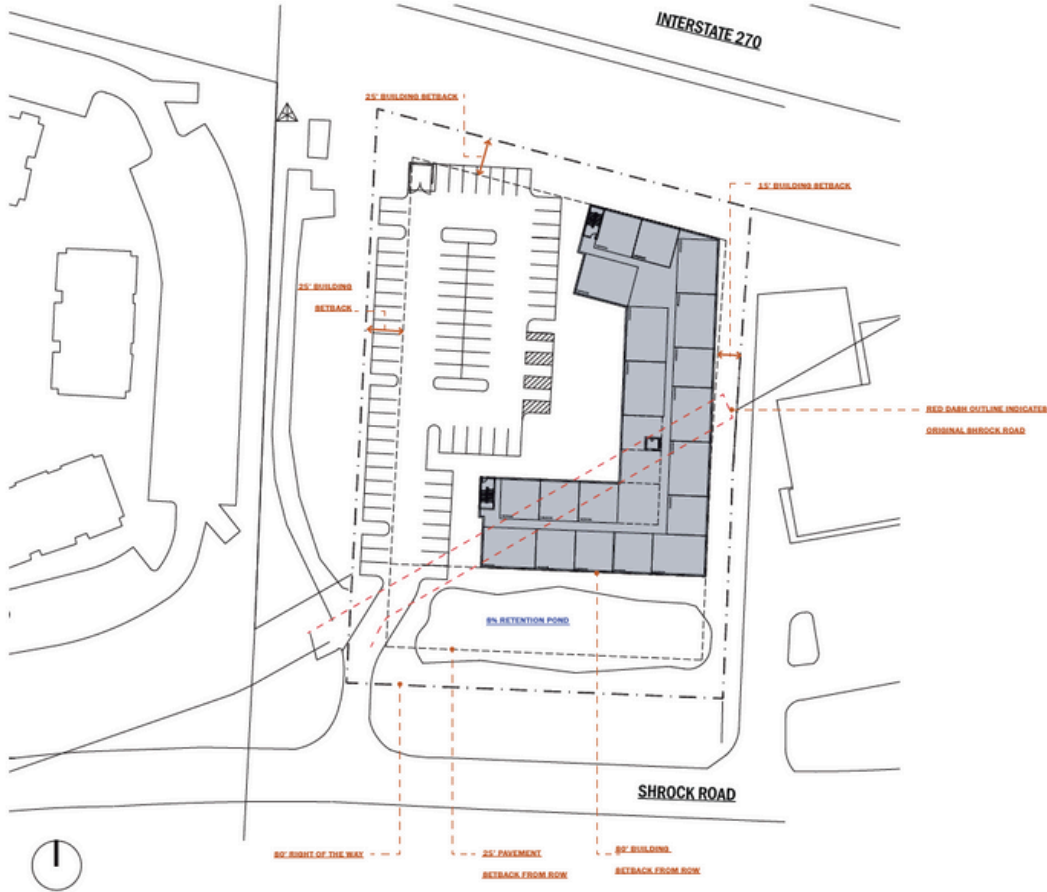 INTERSTATE 270
25' BUILDING SETBACK
15' BUILDING SETBACK
25' BUILDING
SETBACK
RED DASH OUTLINE INDICATES
ORIGINAL SHROCK ROAD
8% RETENTION POND
SHROCK ROAD
80' RIGHT OF THE WAY
25' PAVEMENT
SETBACK FROM ROW
80' BUILDING
SETBACK FROM ROW